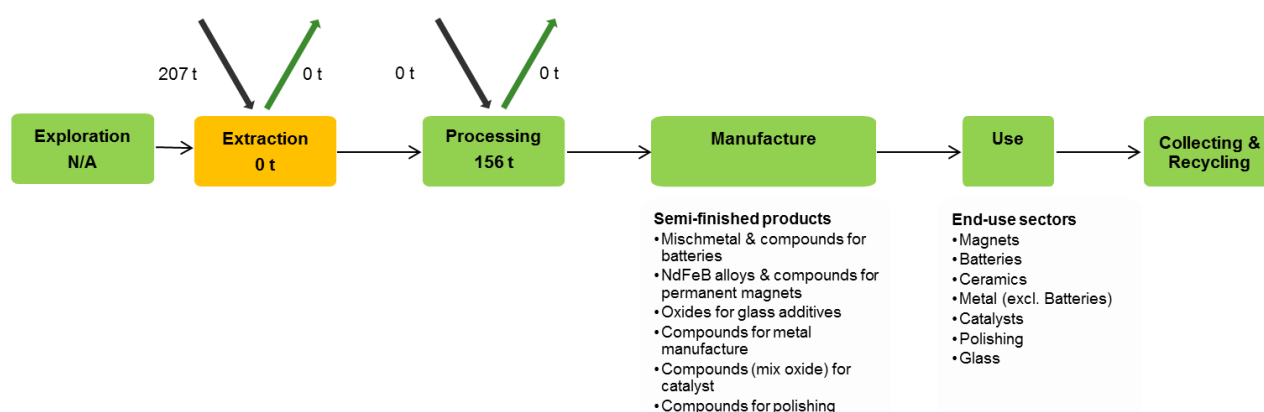 207 t
0 t
0 t
0 t
Exploration
N/A
Extraction
0 t
Processing
156 t
Manufacture
Use
Collecting &
Recycling
Semi-finished products
•Mischmetal & compounds for
batteries
•NdFeB alloys & compounds for
permanent magnets
•Oxides for glass additives
•Compounds for metal
manufacture
•Compounds (mix oxide) for
catalyst
•Compounds for polishing
End-use sectors
•Magnets
•Batteries
•Ceramics
•Metal (excl. Batteries)
•Catalysts
•Polishing
•Glass